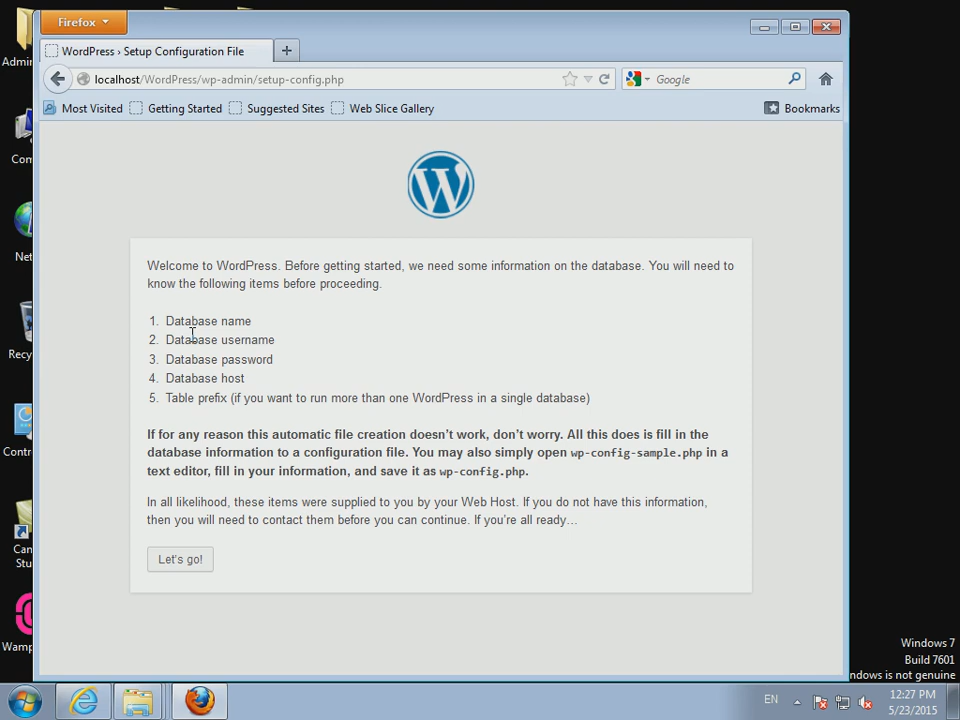 Firefox
WordPress › Setup Configuration File
localhost/WordPress/wp-admin/setup-config.php
Google
Most Visited
Getting Started
Suggested Sites
Web Slice Gallery
Bookmarks
Admin
Com
Net
Recy
Contr
Can
Stu
Wamp
W
Welcome to WordPress. Before getting started, we need some information on the database. You will need to
know the following items before proceeding.
1. Database name
2. Database username
3. Database password
4. Database host
5. Table prefix (if you want to run more than one WordPress in a single database)
If for any reason this automatic file creation doesn't work, don't worry. All this does is fill in the
database information to a configuration file. You may also simply open wp-config-sample.php in a
text editor, fill in your information, and save it as wp-config.php.
In all likelihood, these items were supplied to you by your Web Host. If you do not have this information,
then you will need to contact them before you can continue. If you're all ready…
Let's go!
Windows 7
Build 7601
ndows is not genuine
EN
12:27 PM
5/23/2015